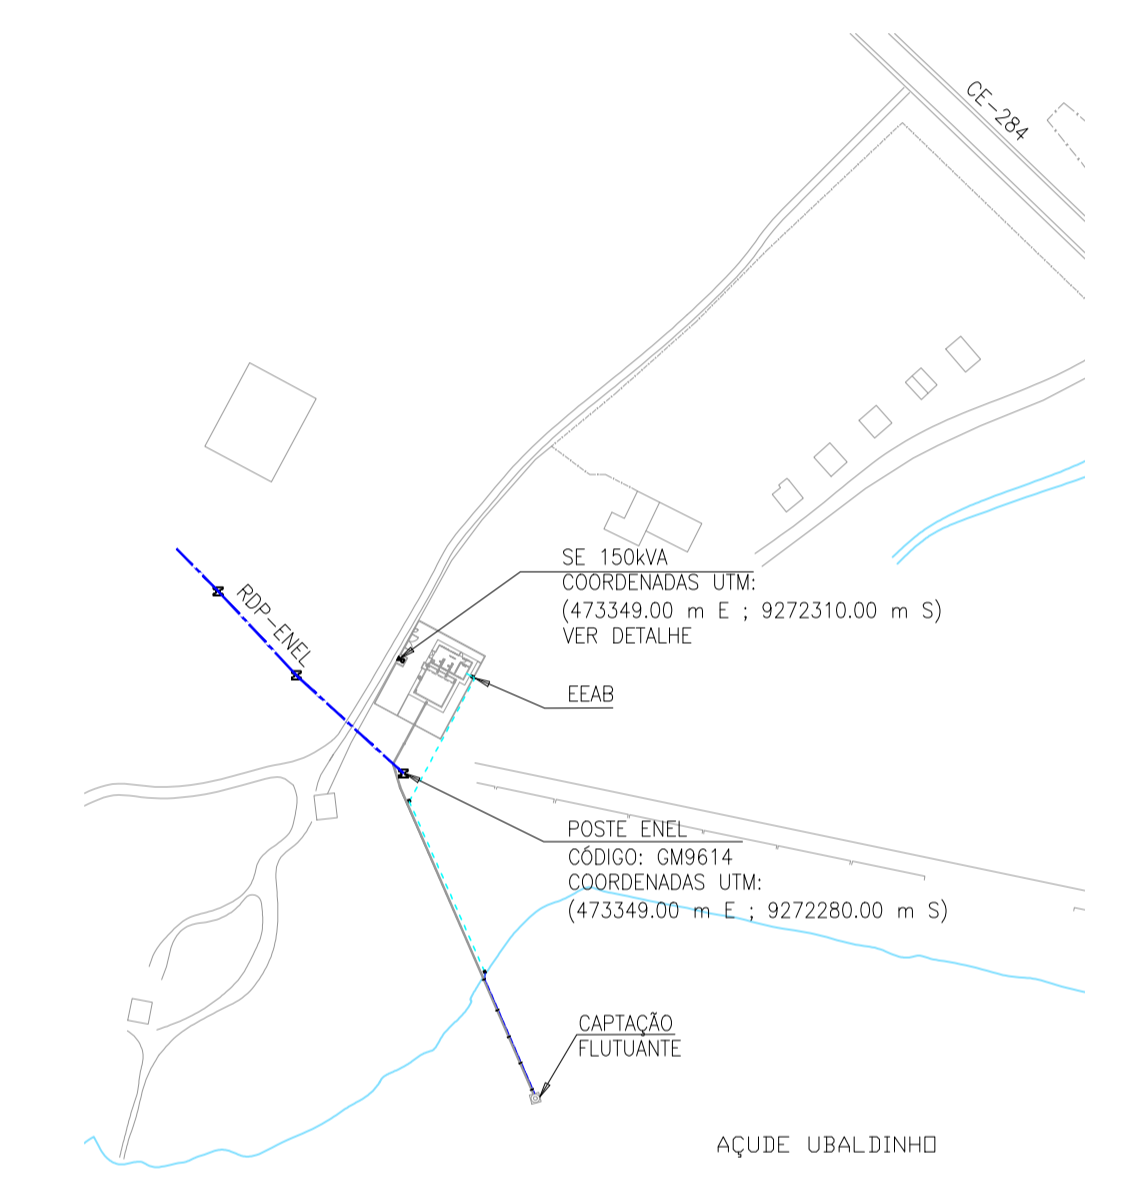 CE-284
SE 150kVA
COORDENADAS UTM:
(473349.00 m E ; 9272310.00 m S)
VER DETALHE
RDP-ENEL
EEAB
POSTE ENEL
CÓDIGO: GM9614
COORDENADAS UTM:
(473349.00 m E ; 9272280.00 m S)
CAPTAÇÃO
FLUTUANTE
AÇUDE UBALDINHO